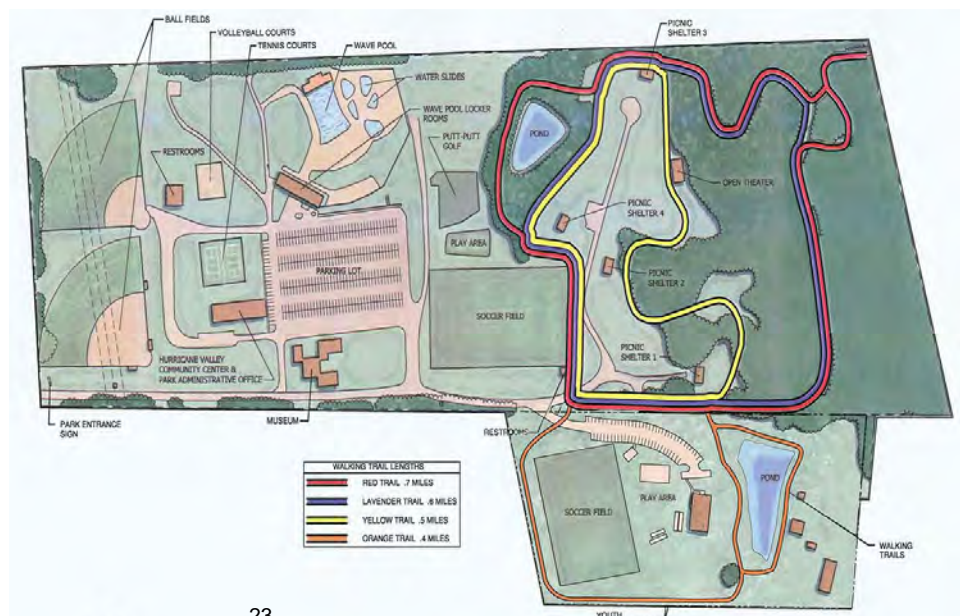 BALL FIELDS
VOLLEYBALL COURTS
TENNIS COURTS
WAVE POOL
PICNIC
SHELTER 3
WATER SLIDES
WAVE POOL LOCKER
ROOMS
PUTT-PUTT
GOLF
RESTROOMS
POND
OPEN THEATER
PICNIC
SHELTER 4
PLAY AREA
PARKING LOT
PICNIC
SHELTER 2
SOCCER FIELD
PICNIC
SHELTER 1
HURRICANE VALLEY
COMMUNITY CENTER &
PARK ADMINISTRATIVE OFFICE
PARK ENTRANCE
SIGN
MUSEUM
RESTROOMS
WALKING TRAIL LENGTHS
RED TRAIL .7 MILES
LAVENDER TRAIL .6 MILES
YELLOW TRAIL .5 MILES
ORANGE TRAIL .4 MILES
SOCCER FIELD
PLAY AREA
POND
WALKING
TRAILS
23
YOUTH